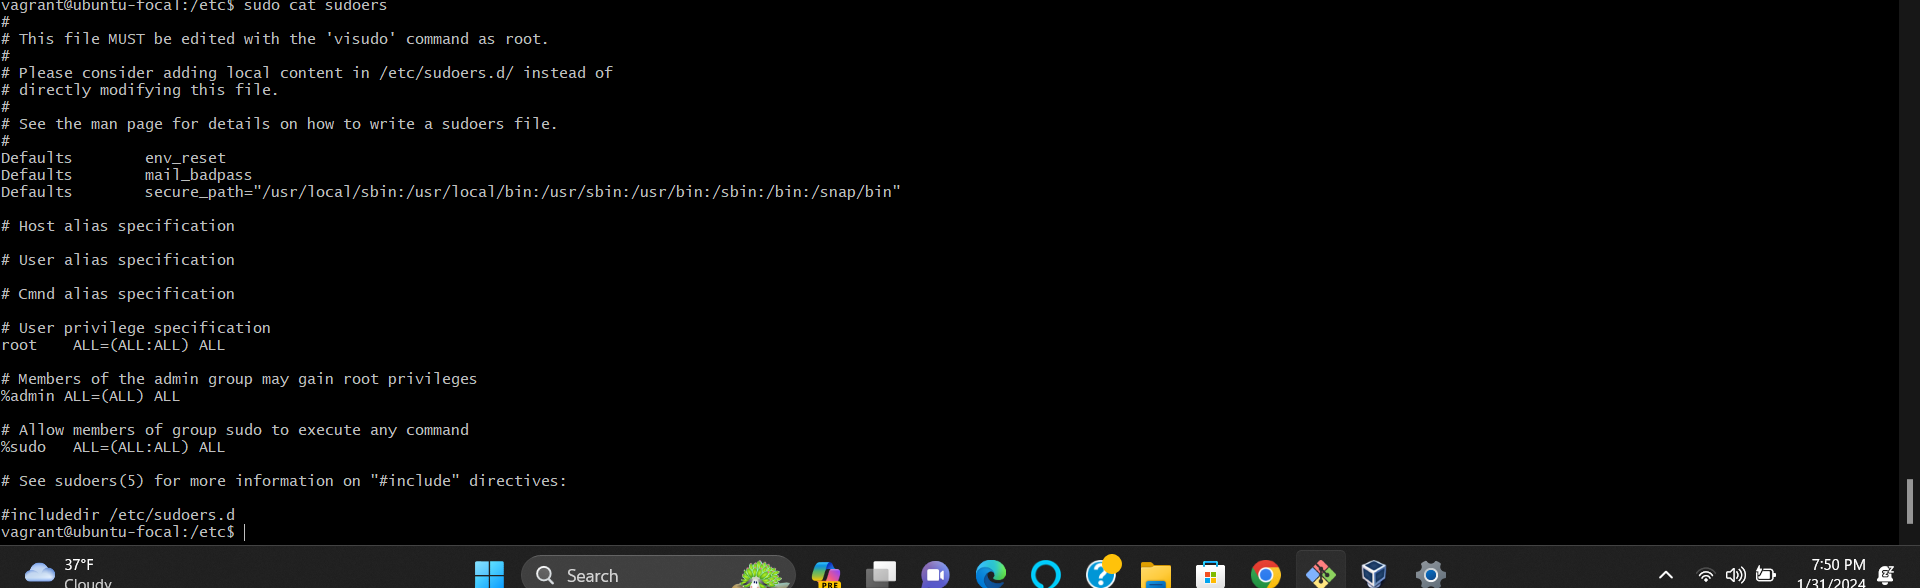 vagrant@ubuntu-focal:/etc$ sudo cat sudoers
#
# This file MUST be edited with the 'visudo' command as root.
#
# Please consider adding local content in /etc/sudoers.d/ instead of
# directly modifying this file.
#
# See the man page for details on how to write a sudoers file.
#
Defaults        env_reset
Defaults        mail_badpass
Defaults        secure_path="/usr/local/sbin:/usr/local/bin:/usr/sbin:/usr/bin:/sbin:/bin:/snap/bin"

# Host alias specification

# User alias specification

# Cmnd alias specification

# User privilege specification
root    ALL=(ALL:ALL) ALL

# Members of the admin group may gain root privileges
%admin ALL=(ALL) ALL

# Allow members of group sudo to execute any command
%sudo   ALL=(ALL:ALL) ALL

# See sudoers(5) for more information on "#include" directives:

#includedir /etc/sudoers.d
vagrant@ubuntu-focal:/etc$
37°F
Cloudy
Search
PRE
7:50 PM
1/31/2024